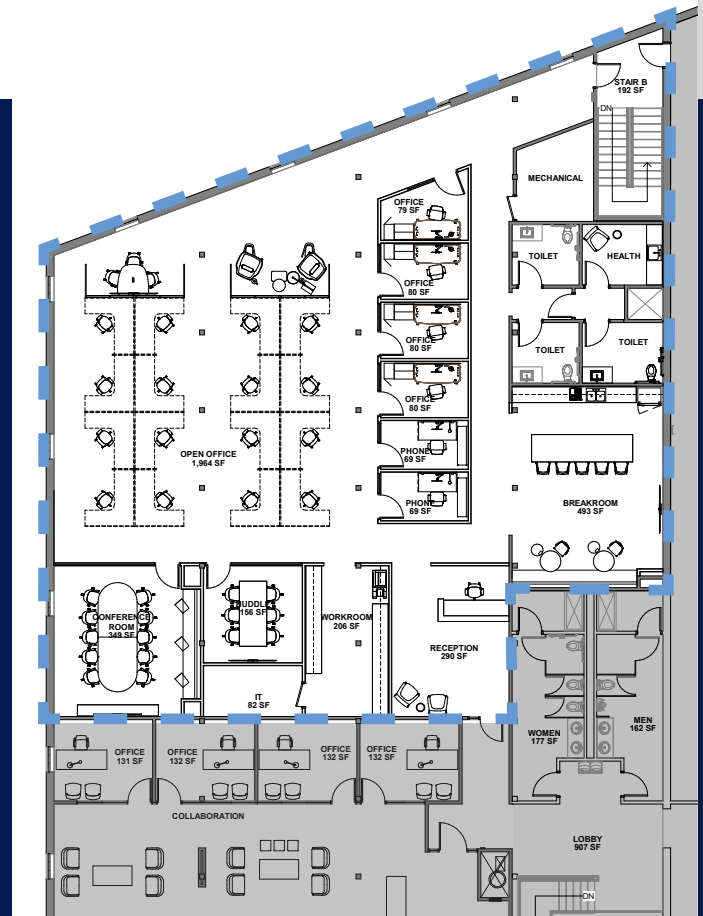 STAIR B
192 SF
DN
MECHANICAL
OFFICE
79 SF
TOILET
HEALTH
OFFICE
80 SF
OFFICE
80 SF
TOILET
TOILET
OFFICE
80 SF
PHONE
69 SF
OPEN OFFICE
1,964 SF
PHONE
69 SF
BREAKROOM
493 SF
CONFERENCE
ROOM
349 SF
HUDDLE
156 SF
WORKROOM
206 SF
RECEPTION
290 SF
IT
82 SF
WOMEN
177 SF
MEN
162 SF
OFFICE
131 SF
OFFICE
132 SF
OFFICE
132 SF
OFFICE
132 SF
COLLABORATION
LOBBY
907 SF
DN